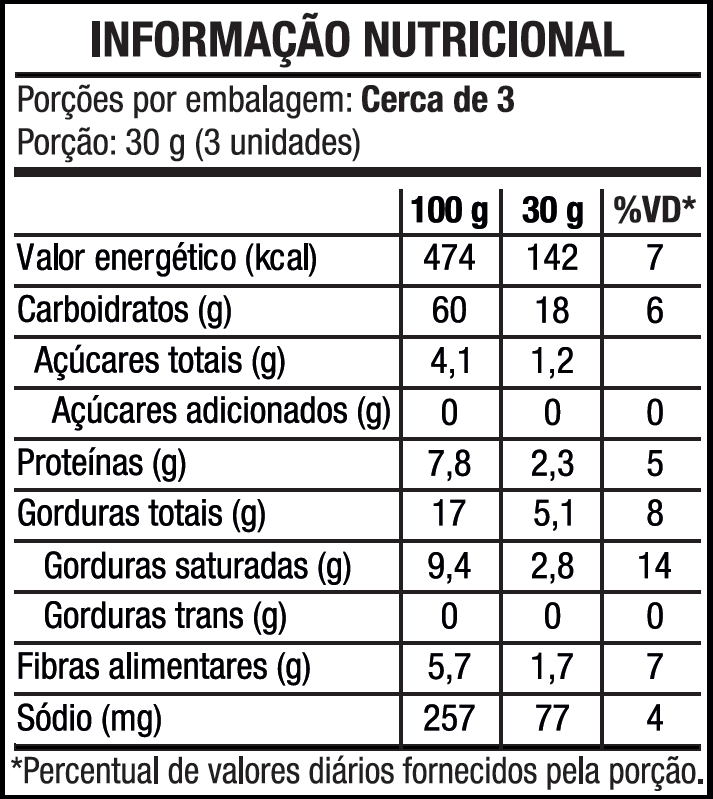 INFORMAÇÃO NUTRICIONAL
Porções por embalagem: Cerca de 3
Porção: 30 g (3 unidades)
100 g 30 g %VD*
Valor energético (kcal) 474 142 7
Carboidratos (g) 60 18 6
Açúcares totais (g) 4,1 1,2
Açúcares adicionados (g) 0 0 0
Proteínas (g) 7,8 2,3 5
Gorduras totais (g) 17 5,1 8
Gorduras saturadas (g) 9,4 2,8 14
Gorduras trans (g) 0 0 0
Fibras alimentares (g) 5,7 1,7 7
Sódio (mg) 257 77 4
*Percentual de valores diários fornecidos pela porção.